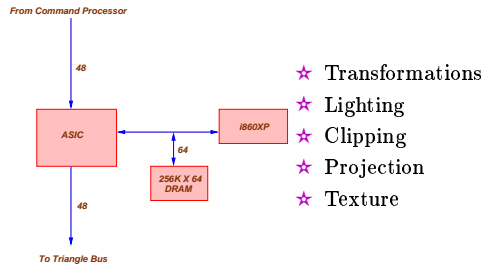 From Command Processor
48
ASIC
i860XP
64
256K X 64
DRAM
48
To Triangle Bus
Transformations
Lighting
Clipping
Projection
Texture